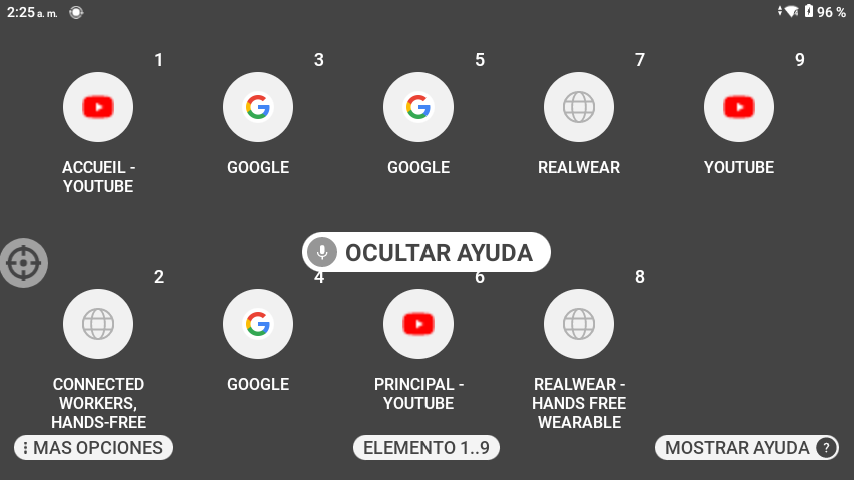 2:25 a. m.
96 %
1
3
5
7
9
ACCUEIL -
YOUTUBE
GOOGLE
GOOGLE
REALWEAR
YOUTUBE
OCULTAR AYUDA
2
4
6
8
CONNECTED
WORKERS,
HANDS-FREE
GOOGLE
PRINCIPAL -
YOUTUBE
REALWEAR -
HANDS FREE
WEARABLE
MAS OPCIONES
ELEMENTO 1..9
MOSTRAR AYUDA ?